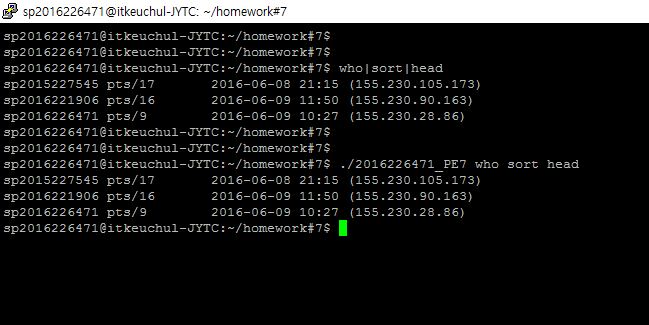 sp2016226471@itkeuchul-JYTC: ~/homework#7
sp2016226471@itkeuchul-JYTC:~/homework#7$
sp2016226471@itkeuchul-JYTC:~/homework#7$
sp2016226471@itkeuchul-JYTC:~/homework#7$ who|sort|head
sp2015227545 pts/17       2016-06-08 21:15 (155.230.105.173)
sp2016221906 pts/16       2016-06-09 11:50 (155.230.90.163)
sp2016226471 pts/9        2016-06-09 10:27 (155.230.28.86)
sp2016226471@itkeuchul-JYTC:~/homework#7$
sp2016226471@itkeuchul-JYTC:~/homework#7$ ./2016226471_PE7 who sort head
sp2015227545 pts/17       2016-06-08 21:15 (155.230.105.173)
sp2016221906 pts/16       2016-06-09 11:50 (155.230.90.163)
sp2016226471 pts/9        2016-06-09 10:27 (155.230.28.86)
sp2016226471@itkeuchul-JYTC:~/homework#7$